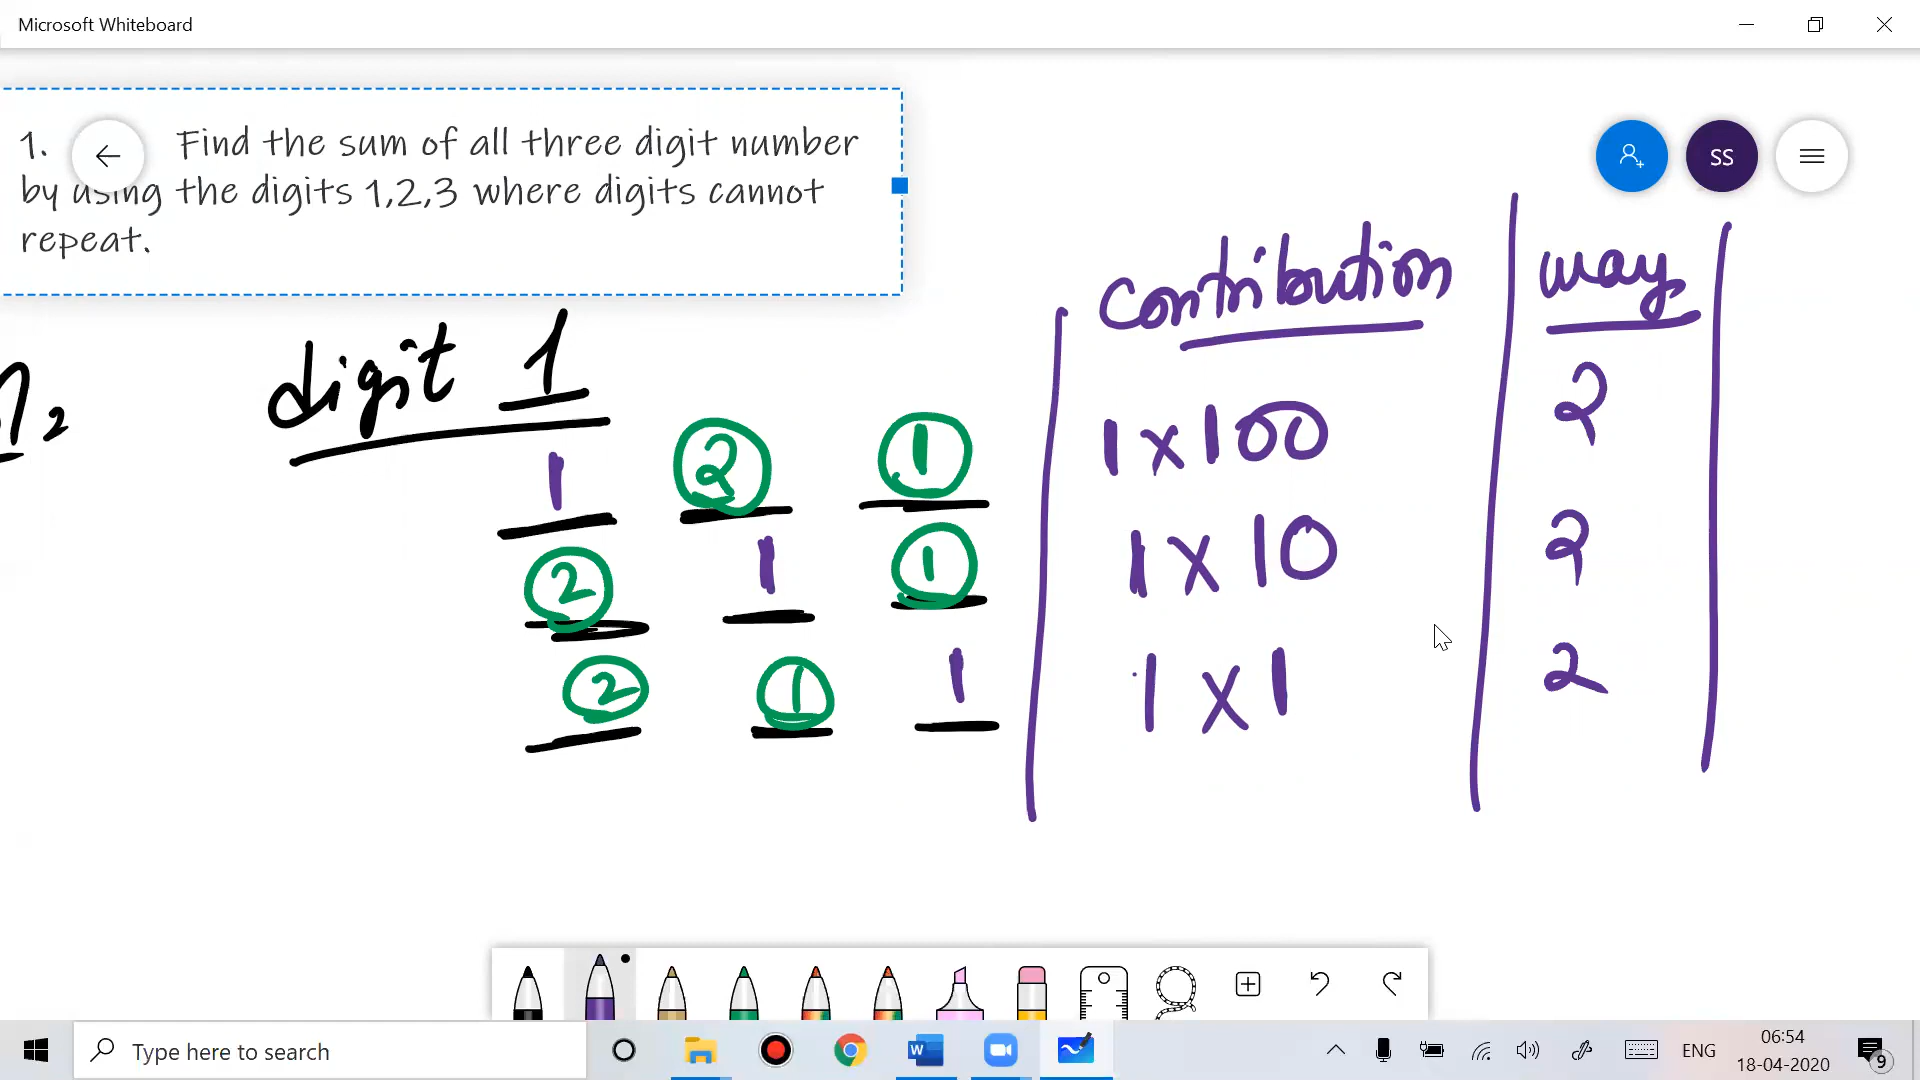 Microsoft Whiteboard
1. Find the sum of all three digit number
by using the digits 1,2,3 where digits cannot
repeat.
SS
contribution way
digit 1
1 2 1 1x100 2
2 1 1 1x10 2
2 1 1 1x1 2
Type here to search
ENG
06:54
18-04-2020
9